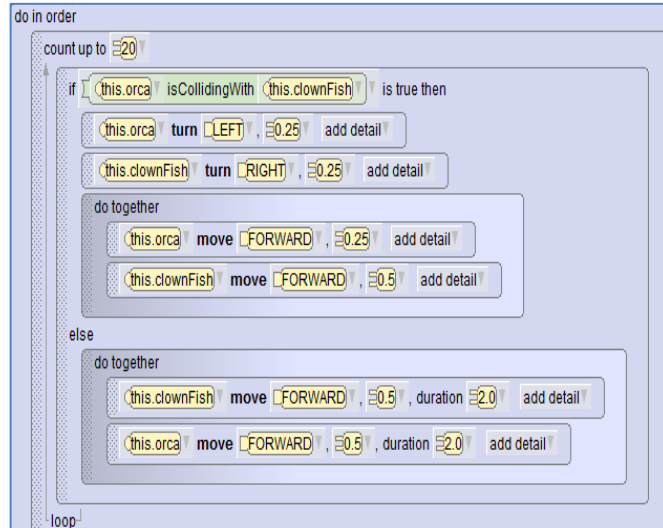 do in order
count up to 20
if this.orca isCollidingWith this.clownFish is true then
this.orca turn LEFT , 0.25 add detail
this.clownFish turn RIGHT , 0.25 add detail
do together
this.orca move FORWARD , 0.25 add detail
this.clownFish move FORWARD , 0.5 add detail
else
do together
this.clownFish move FORWARD , 0.5 , duration 2.0 add detail
this.orca move FORWARD , 0.5 , duration 2.0 add detail
loop